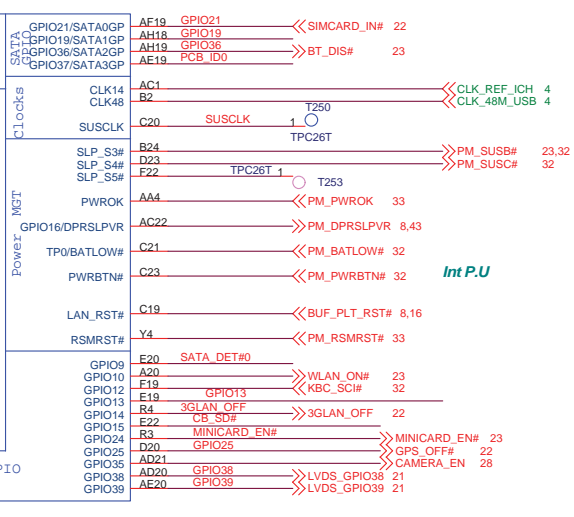 SATA GPIO
GPIO21/SATA0GP AF19 GPIO21 SIMCARD_IN# 22
GPIO19/SATA1GP AH18 GPIO19
GPIO36/SATA2GP AH19 GPIO36 BT_DIS# 23
GPIO37/SATA3GP AE19 PCB_ID0
Clocks
CLK14 AC1 CLK_REF_ICH 4
CLK48 B2 CLK_48M_USB 4
T250
SUSCLK C20 SUSCLK 1
TPC26T
Power MGT
SLP_S3# B24 PM_SUSB# 23,32
SLP_S4# D23 PM_SUSC# 32
SLP_S5# F22 TPC26T 1 T253
PWROK AA4 PM_PWROK 33
GPIO16/DPRSLPVR AC22 PM_DPRSLPVR 8,43
TP0/BATLOW# C21 PM_BATLOW# 32
PWRBTN# C23 PM_PWRBTN# 32 Int P.U
LAN_RST# C19 BUF_PLT_RST# 8,16
RSMRST# Y4 PM_RSMRST# 33
GPIO9 E20 SATA_DET#0
GPIO10 A20 WLAN_ON# 23
GPIO12 F19 KBC_SCI# 32
GPIO13 E19 GPIO13
GPIO14 R4 3GLAN_OFF 3GLAN_OFF 22
GPIO15 E22 CB_SD#
GPIO24 R3 MINICARD_EN# MINICARD_EN# 23
GPIO25 D20 GPIO25 GPS_OFF# 22
GPIO35 AD21 CAMERA_EN 28
PIO
GPIO38 AD20 GPIO38 LVDS_GPIO38 21
GPIO39 AE20 GPIO39 LVDS_GPIO39 21